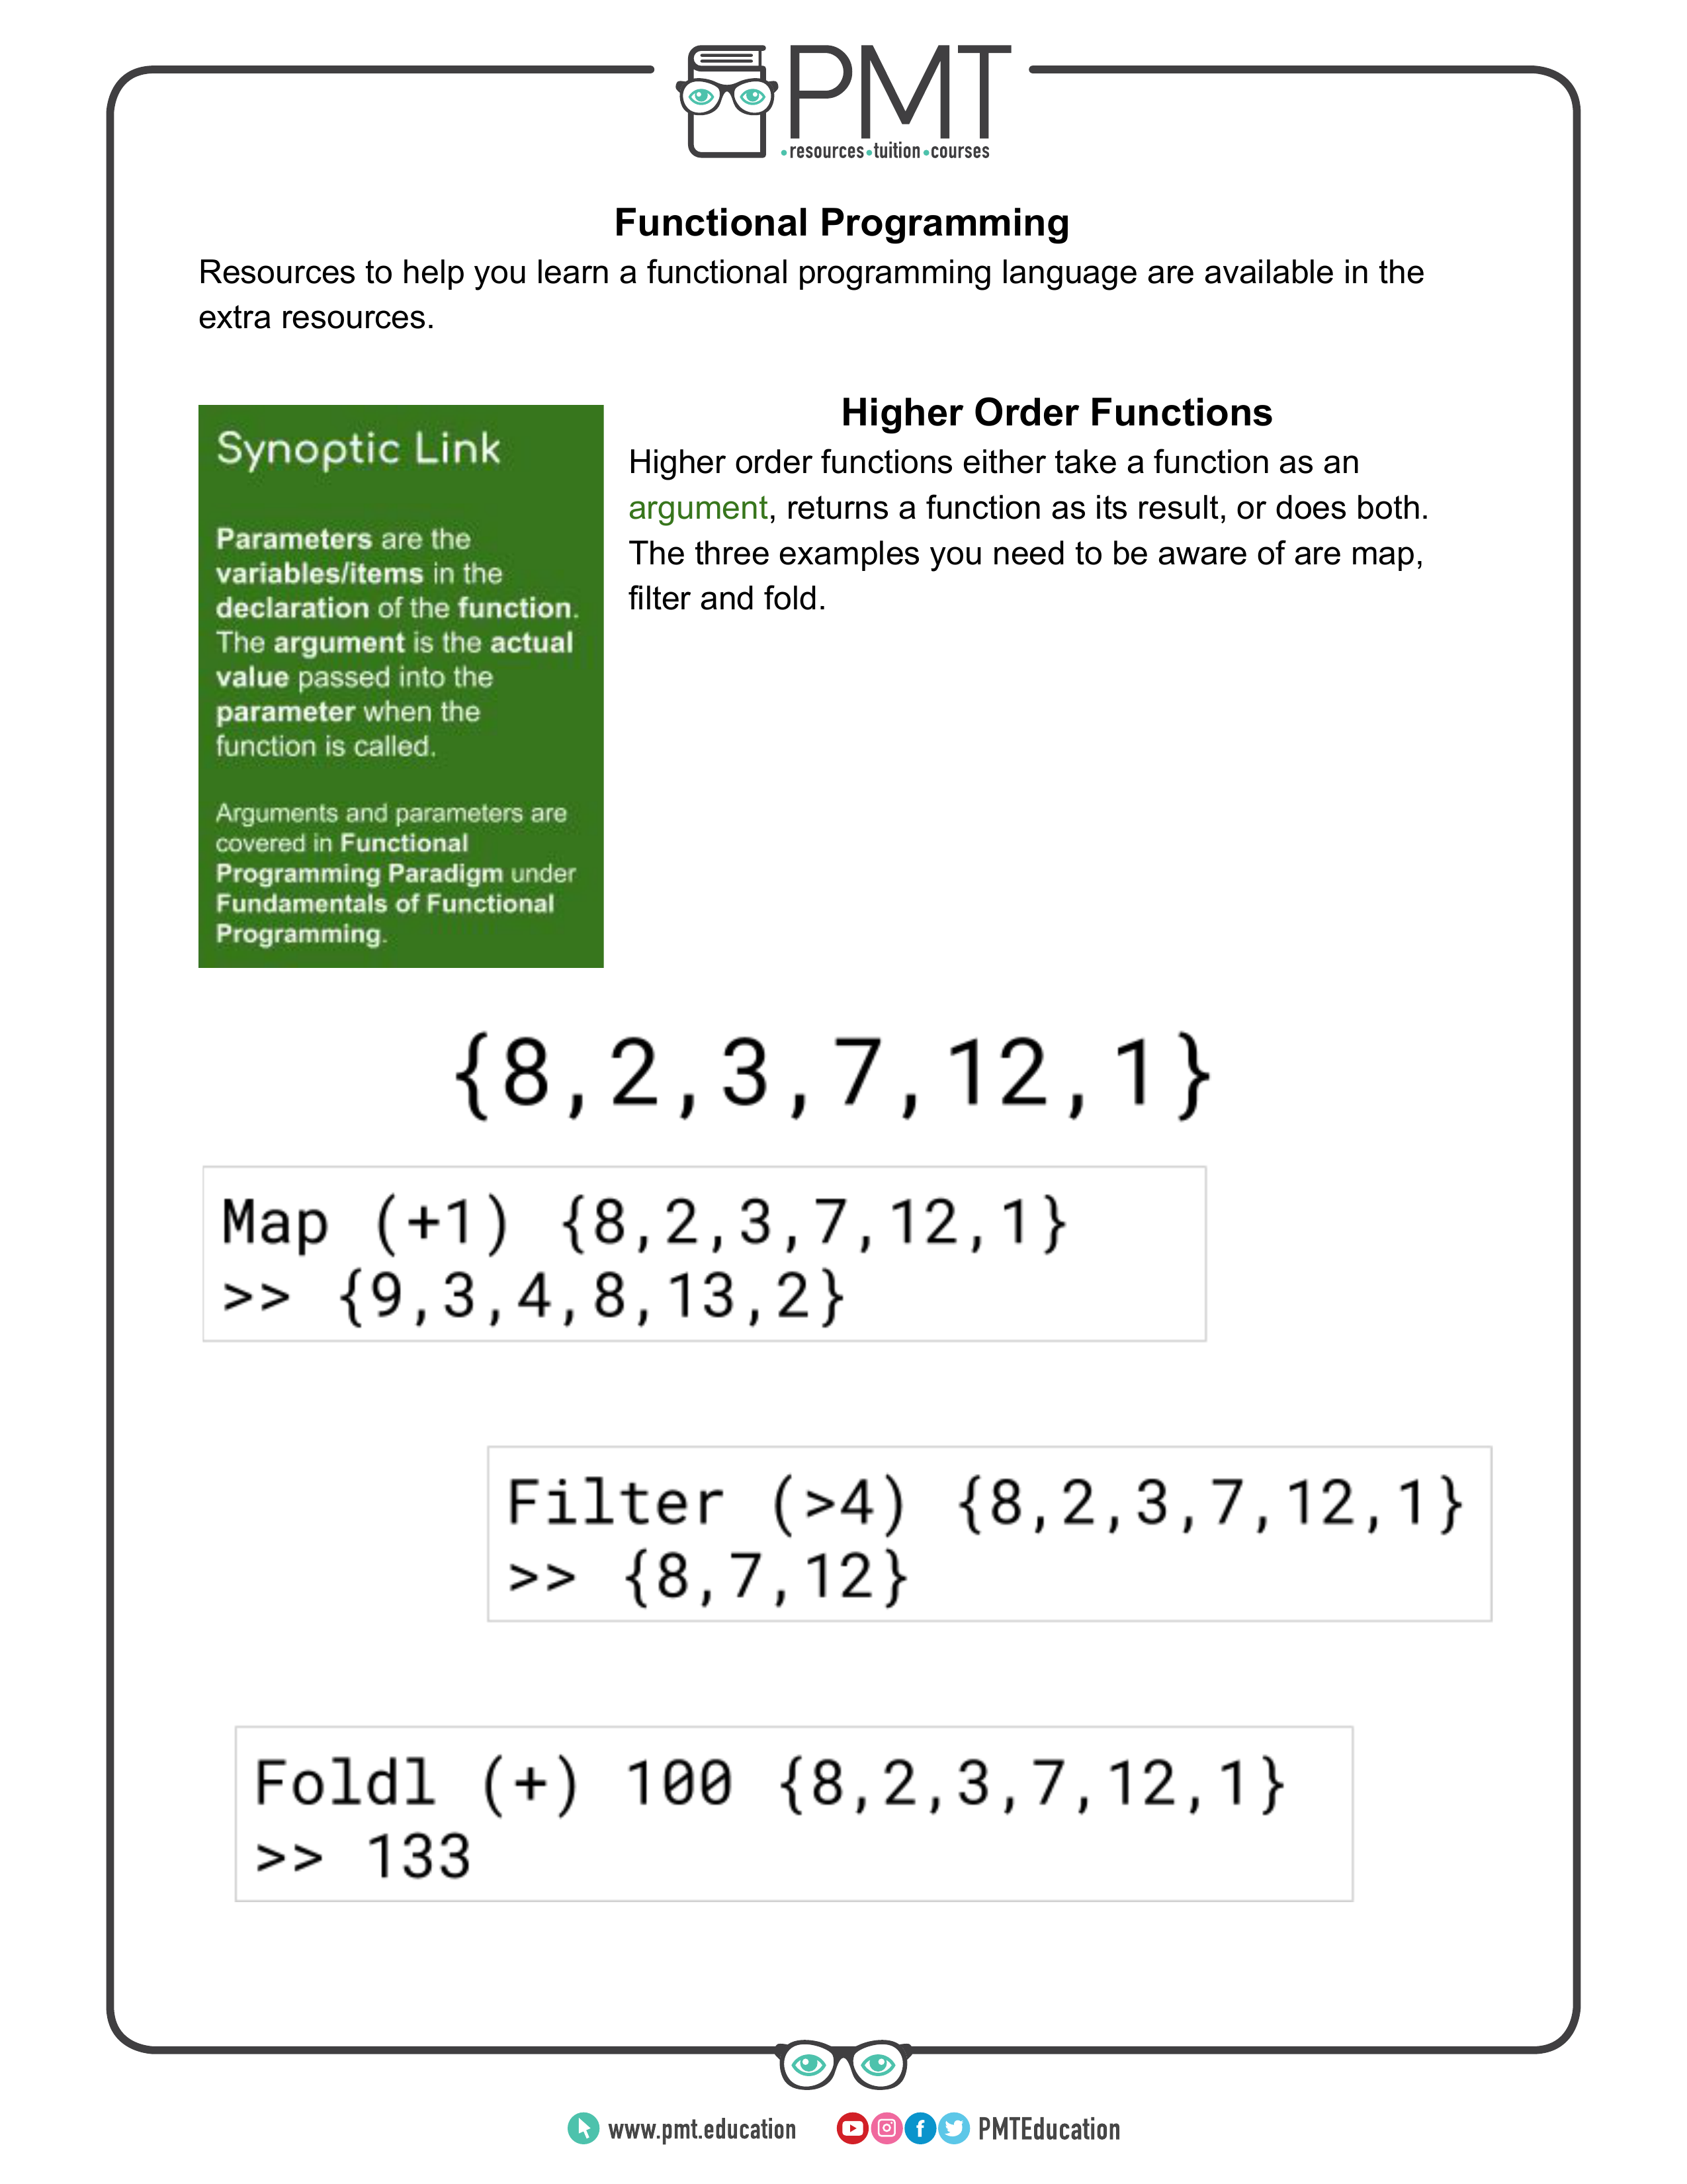 PMT
•resources•tuition•courses
Functional Programming
Resources to help you learn a functional programming language are available in the
extra resources.
Synoptic Link
Parameters are the
variables/items in the
declaration of the function.
The argument is the actual
value passed into the
parameter when the
function is called.
Arguments and parameters are
covered in Functional
Programming Paradigm under
Fundamentals of Functional
Programming.
Higher Order Functions
Higher order functions either take a function as an
argument, returns a function as its result, or does both.
The three examples you need to be aware of are map,
filter and fold.
{8,2,3,7,12,1}
Map (+1) {8,2,3,7,12,1}
>> {9,3,4,8,13,2}
Filter (>4) {8,2,3,7,12,1}
>> {8,7,12}
Foldl (+) 100 {8,2,3,7,12,1}
>> 133
www.pmt.education
PMTEducation